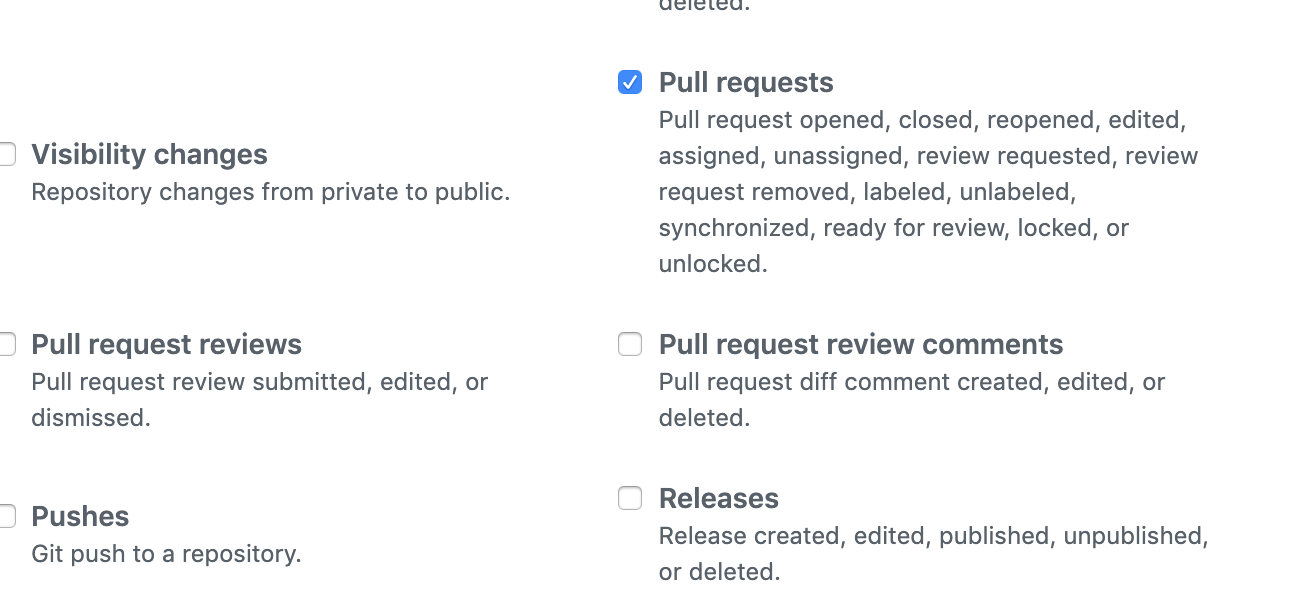 deleted.
Pull requests
Pull request opened, closed, reopened, edited,
assigned, unassigned, review requested, review
request removed, labeled, unlabeled,
synchronized, ready for review, locked, or
unlocked.
Visibility changes
Repository changes from private to public.
Pull request reviews
Pull request review submitted, edited, or
dismissed.
Pull request review comments
Pull request diff comment created, edited, or
deleted.
Pushes
Git push to a repository.
Releases
Release created, edited, published, unpublished,
or deleted.